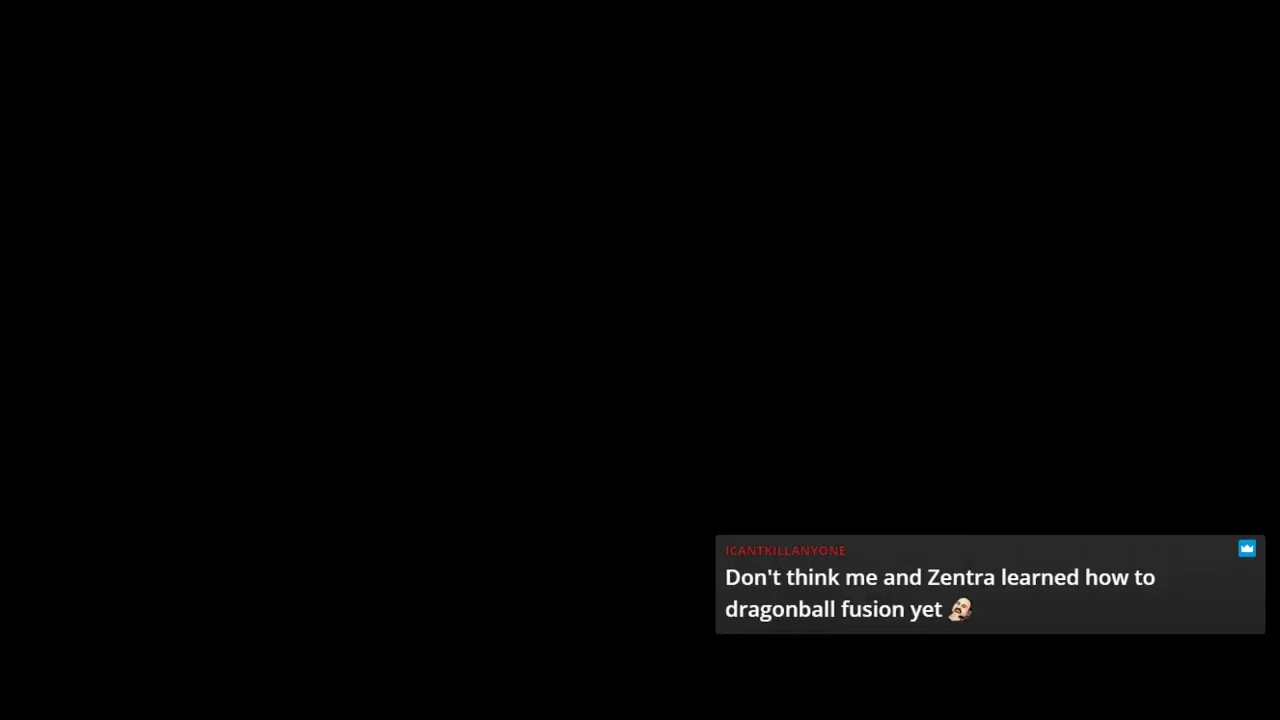 ICANTKILLANYONE
Don't think me and Zentra learned how to
dragonball fusion yet